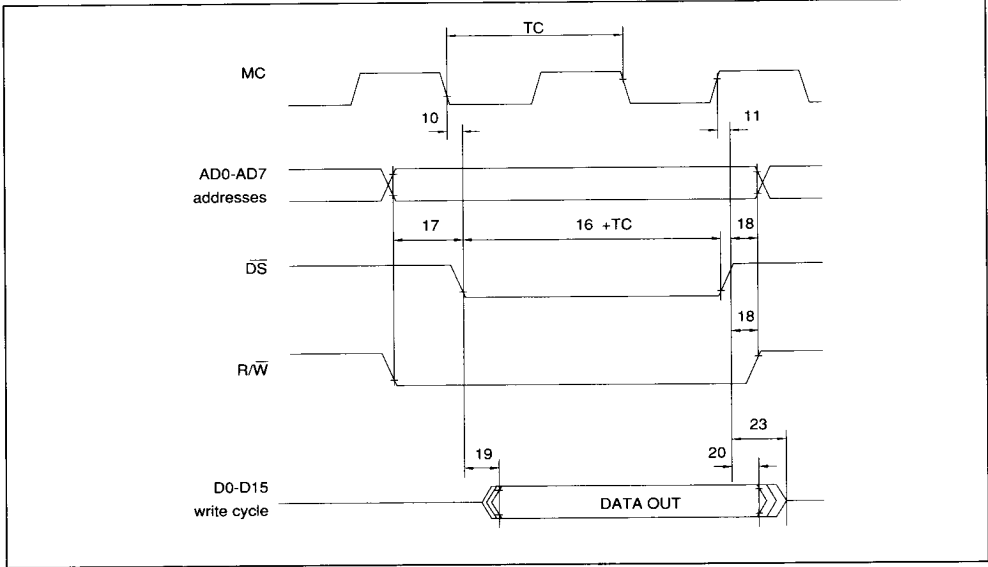 TC
MC
10
11
AD0-AD7
addresses
17
16 +TC
18
D̅S̅
18
R/W̅
23
19
20
D0-D15
write cycle
DATA OUT